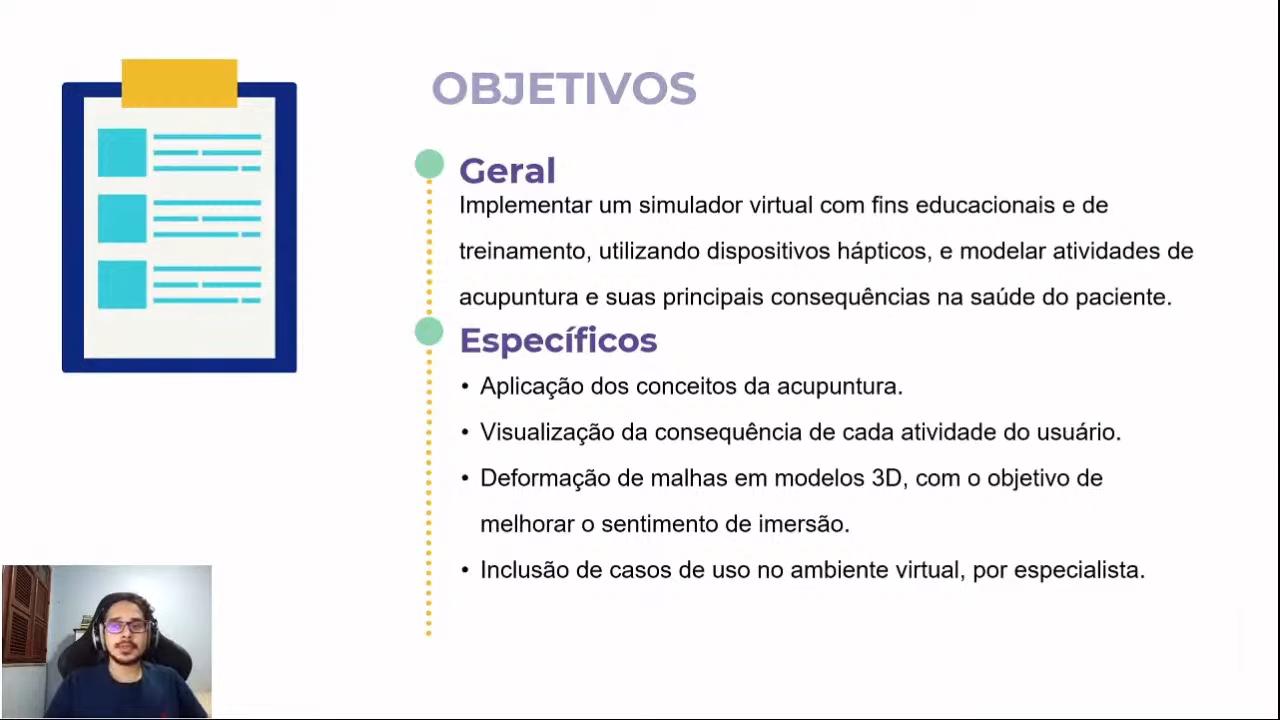 OBJETIVOS
Geral
Implementar um simulador virtual com fins educacionais e de
treinamento, utilizando dispositivos hápticos, e modelar atividades de
acupuntura e suas principais consequências na saúde do paciente.
Específicos
• Aplicação dos conceitos da acupuntura.
• Visualização da consequência de cada atividade do usuário.
• Deformação de malhas em modelos 3D, com o objetivo de
melhorar o sentimento de imersão.
• Inclusão de casos de uso no ambiente virtual, por especialista.